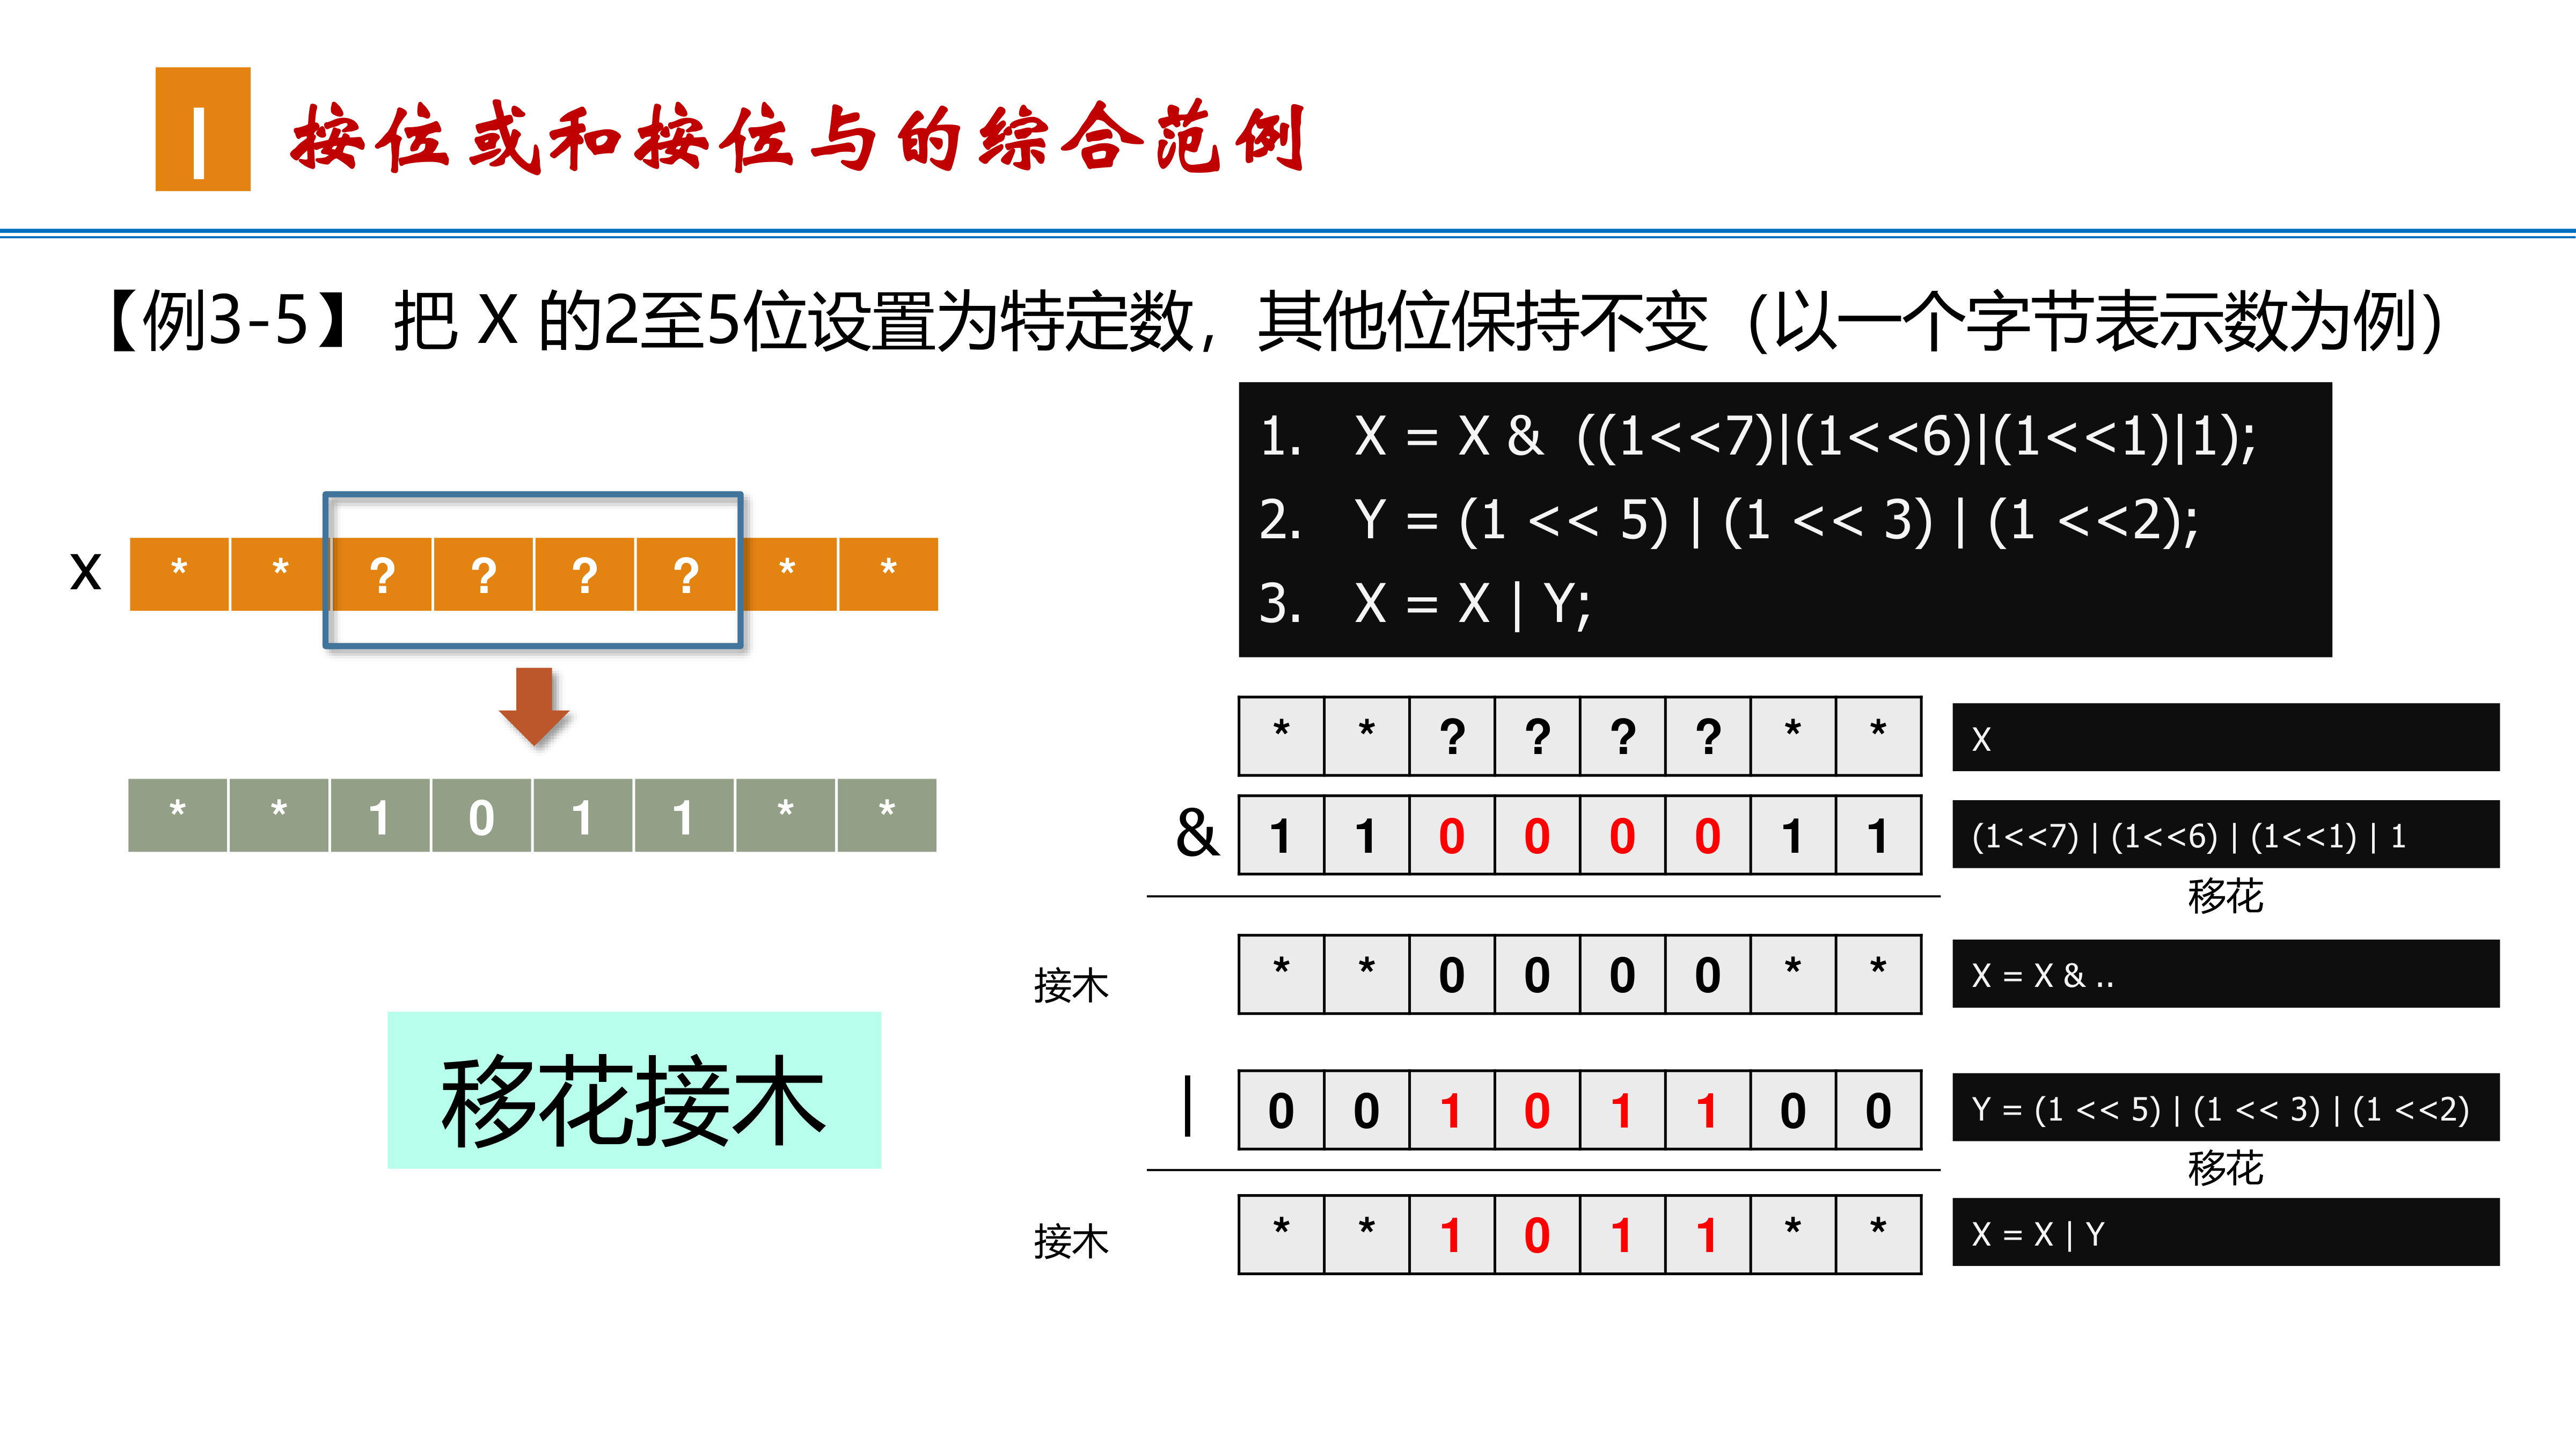 | 按位或和按位与的综合范例
【例3-5】 把 X 的2至5位设置为特定数，其他位保持不变（以一个字节表示数为例）
1. X = X & ((1<<7)|(1<<6)|(1<<1)|1);
2. Y = (1 << 5) | (1 << 3) | (1 <<2);
3. X = X | Y;
X * * ? ? ? ? * *
* * 1 0 1 1 * *
移花接木
* * ? ? ? ? * * X
& 1 1 0 0 0 0 1 1 (1<<7) | (1<<6) | (1<<1) | 1
移花
接木 * * 0 0 0 0 * * X = X & ..
| 0 0 1 0 1 1 0 0 Y = (1 << 5) | (1 << 3) | (1 <<2)
移花
接木 * * 1 0 1 1 * * X = X | Y